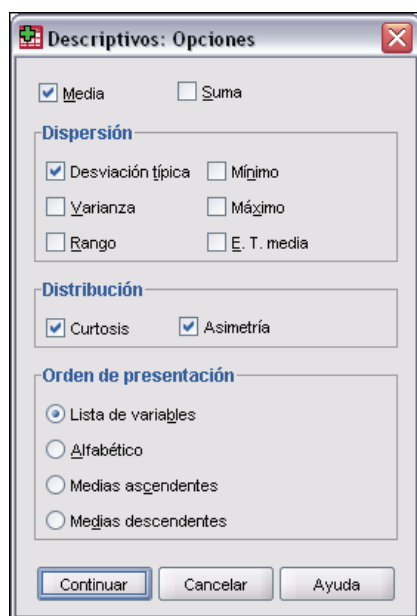 Descriptivos: Opciones
Media Suma
Dispersión
Desviación típica Mínimo
Varianza Máximo
Rango E. T. media
Distribución
Curtosis Asimetría
Orden de presentación
Lista de variables
Alfabético
Medias ascendentes
Medias descendentes
Continuar Cancelar Ayuda